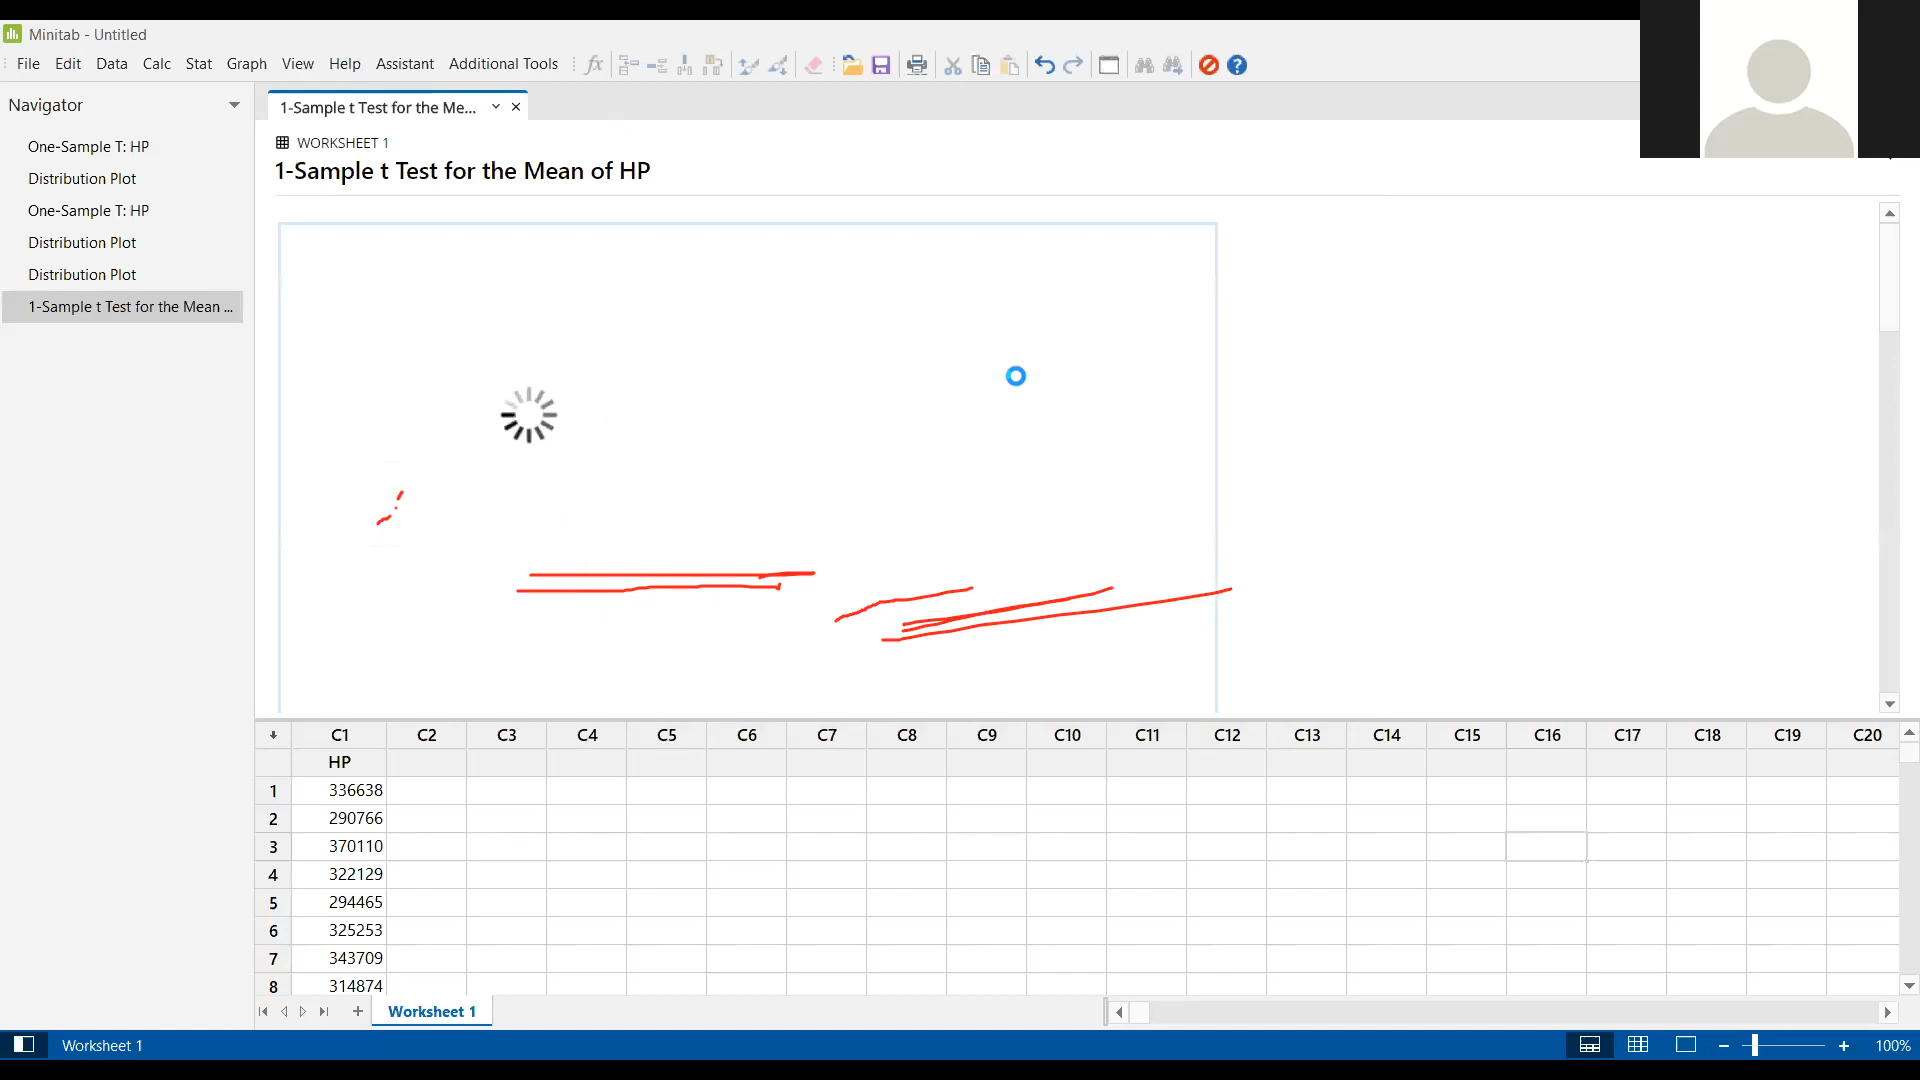 Minitab - Untitled
File Edit Data Calc Stat Graph View Help Assistant Additional Tools
Navigator
One-Sample T: HP
Distribution Plot
One-Sample T: HP
Distribution Plot
Distribution Plot
1-Sample t Test for the Mean ...
1-Sample t Test for the Me...
WORKSHEET 1
1-Sample t Test for the Mean of HP
C1 C2 C3 C4 C5 C6 C7 C8 C9 C10 C11 C12 C13 C14 C15 C16 C17 C18 C19 C20
HP
1 336638
2 290766
3 370110
4 322129
5 294465
6 325253
7 343709
8 314874
Worksheet 1
Worksheet 1
100%